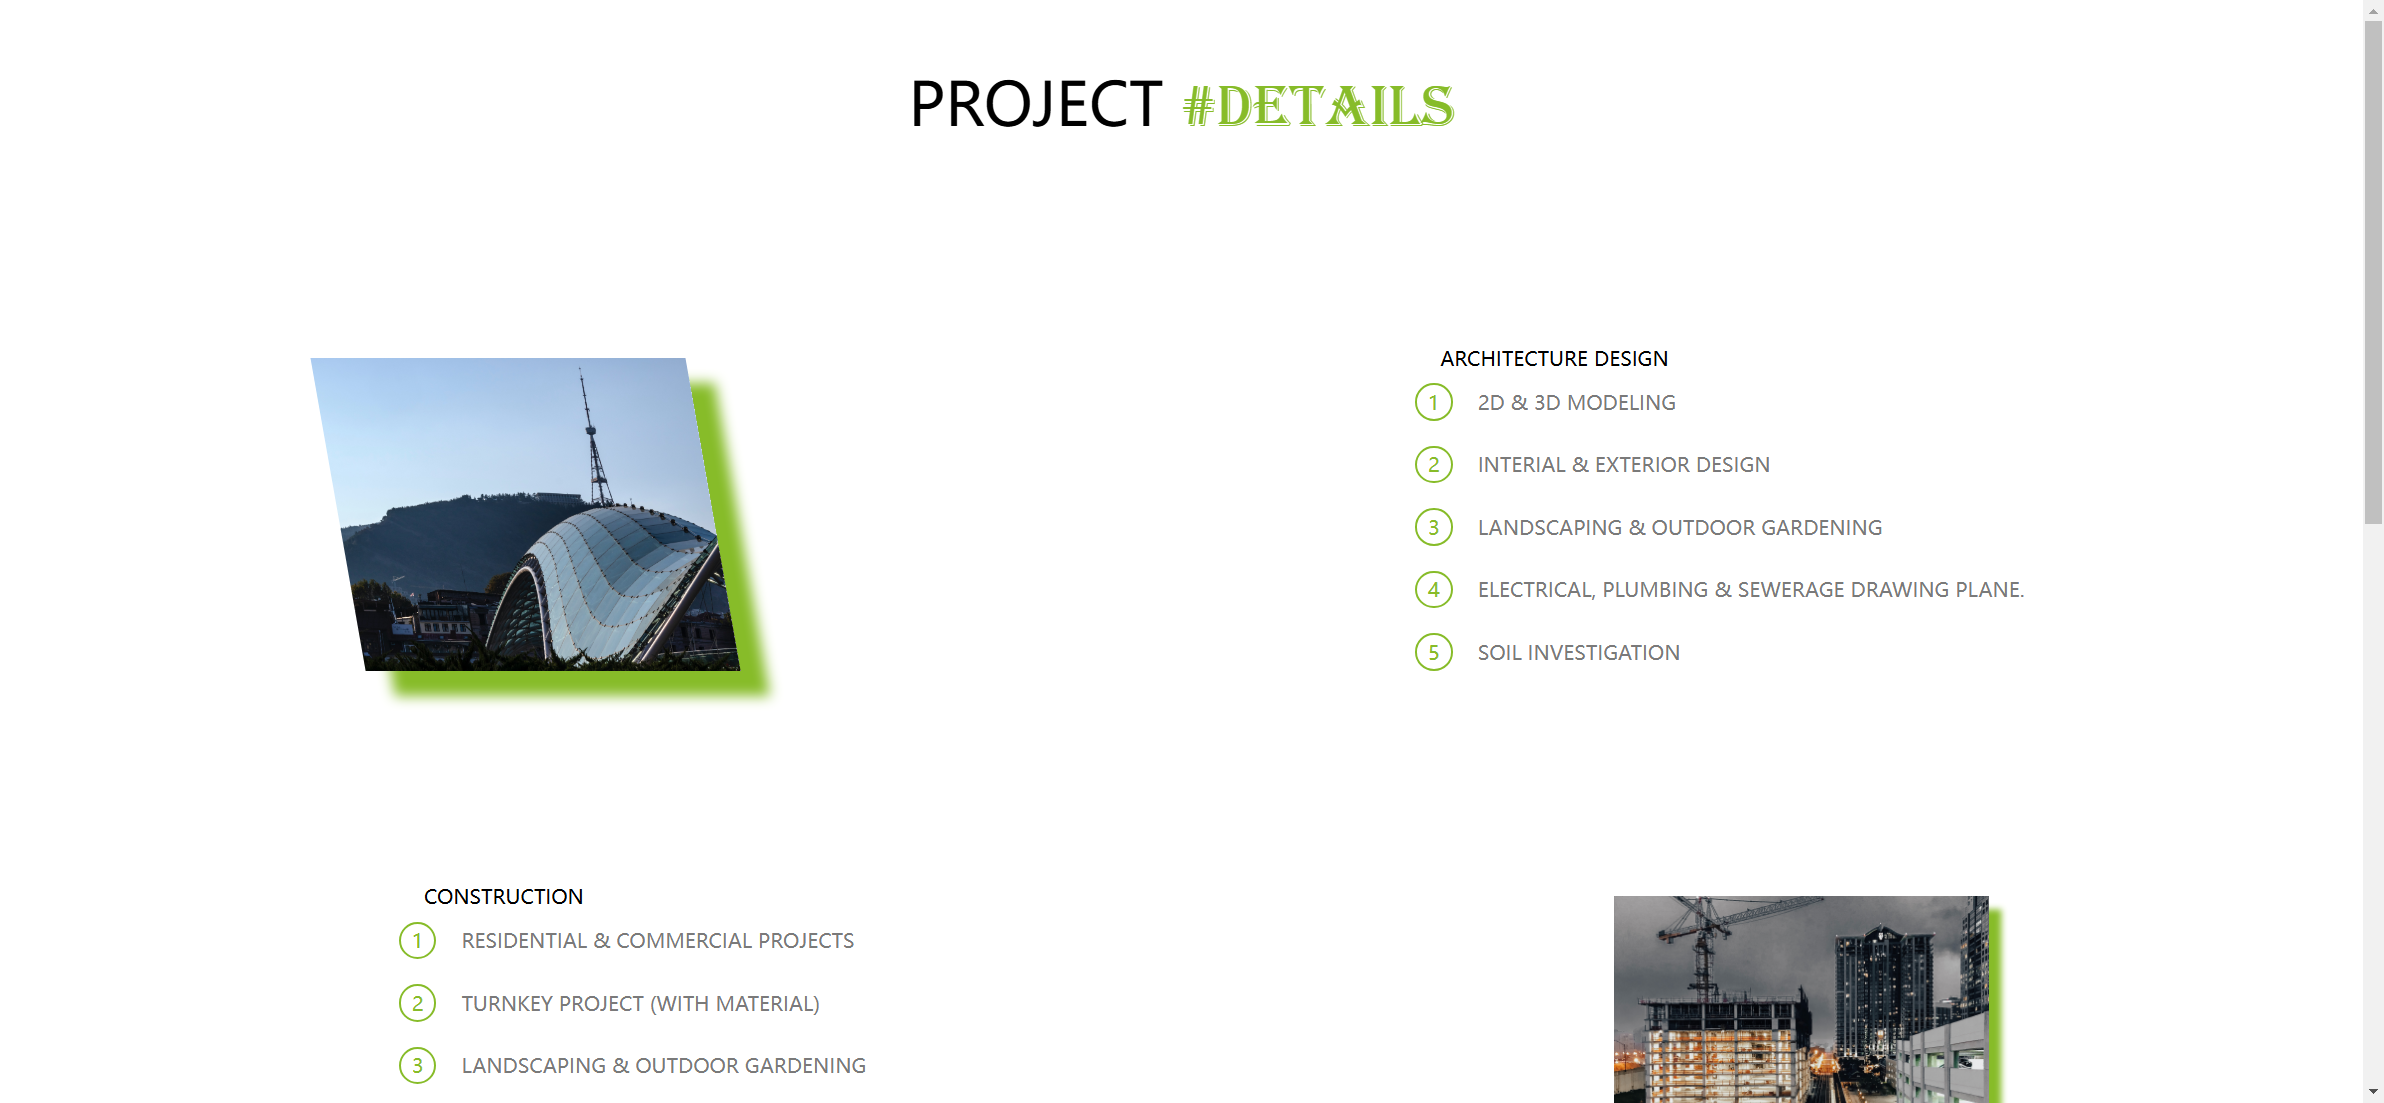 PROJECT #DETAILS
ARCHITECTURE DESIGN
1 2D & 3D MODELING
2 INTERIAL & EXTERIOR DESIGN
3 LANDSCAPING & OUTDOOR GARDENING
4 ELECTRICAL, PLUMBING & SEWERAGE DRAWING PLANE.
5 SOIL INVESTIGATION
CONSTRUCTION
1 RESIDENTIAL & COMMERCIAL PROJECTS
2 TURNKEY PROJECT (WITH MATERIAL)
3 LANDSCAPING & OUTDOOR GARDENING